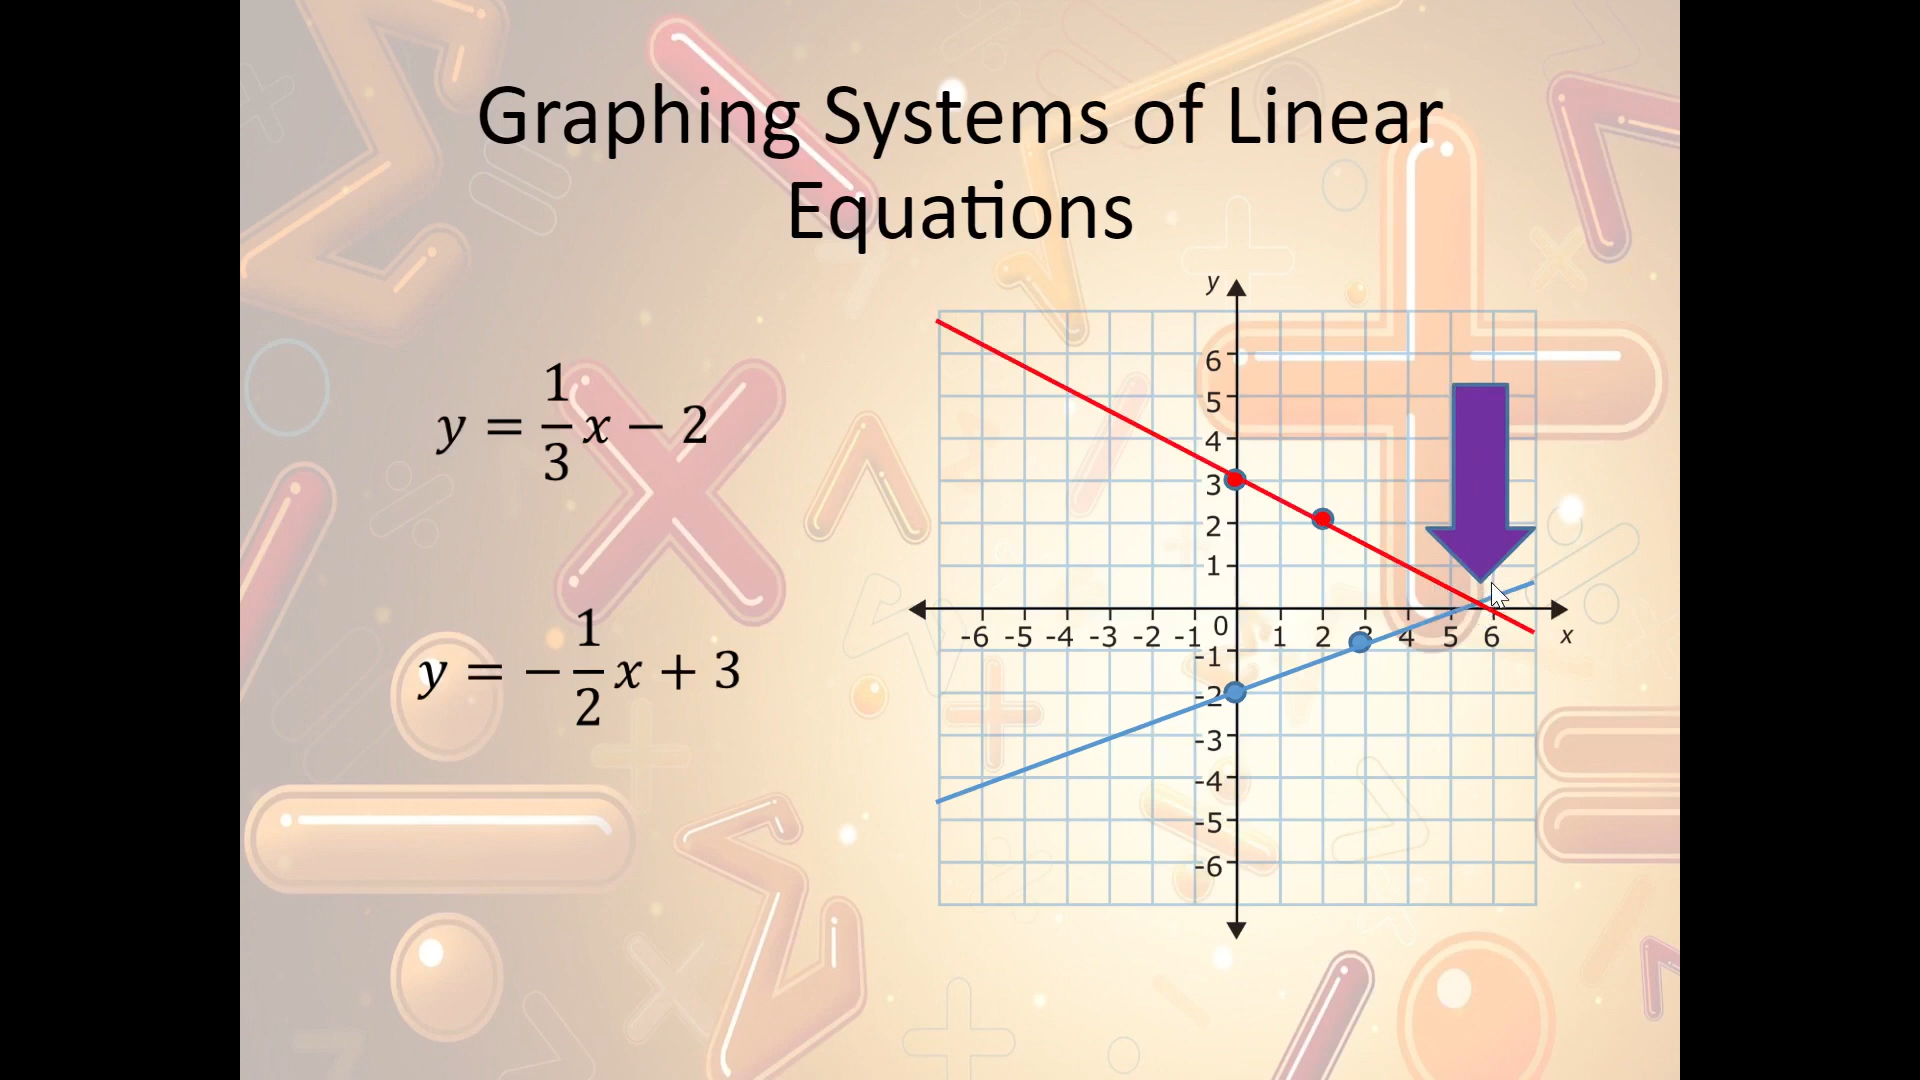 Graphing Systems of Linear
Equations
y = 1/3 x − 2
y = −1/2 x + 3
y
6
5
4
3
2
1
-6 -5 -4 -3 -2 -1 0 1 2 3 4 5 6 x
-1
-2
-3
-4
-5
-6